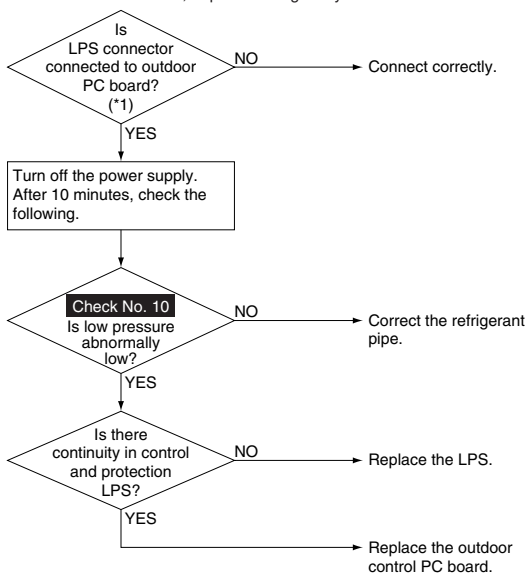 Is
LPS connector
connected to outdoor
PC board?
(*1)
NO
Connect correctly.
YES
Turn off the power supply.
After 10 minutes, check the
following.
Check No. 10
Is low pressure
abnormally
low?
NO
Correct the refrigerant
pipe.
YES
Is there
continuity in control
and protection
LPS?
NO
Replace the LPS.
YES
Replace the outdoor
control PC board.